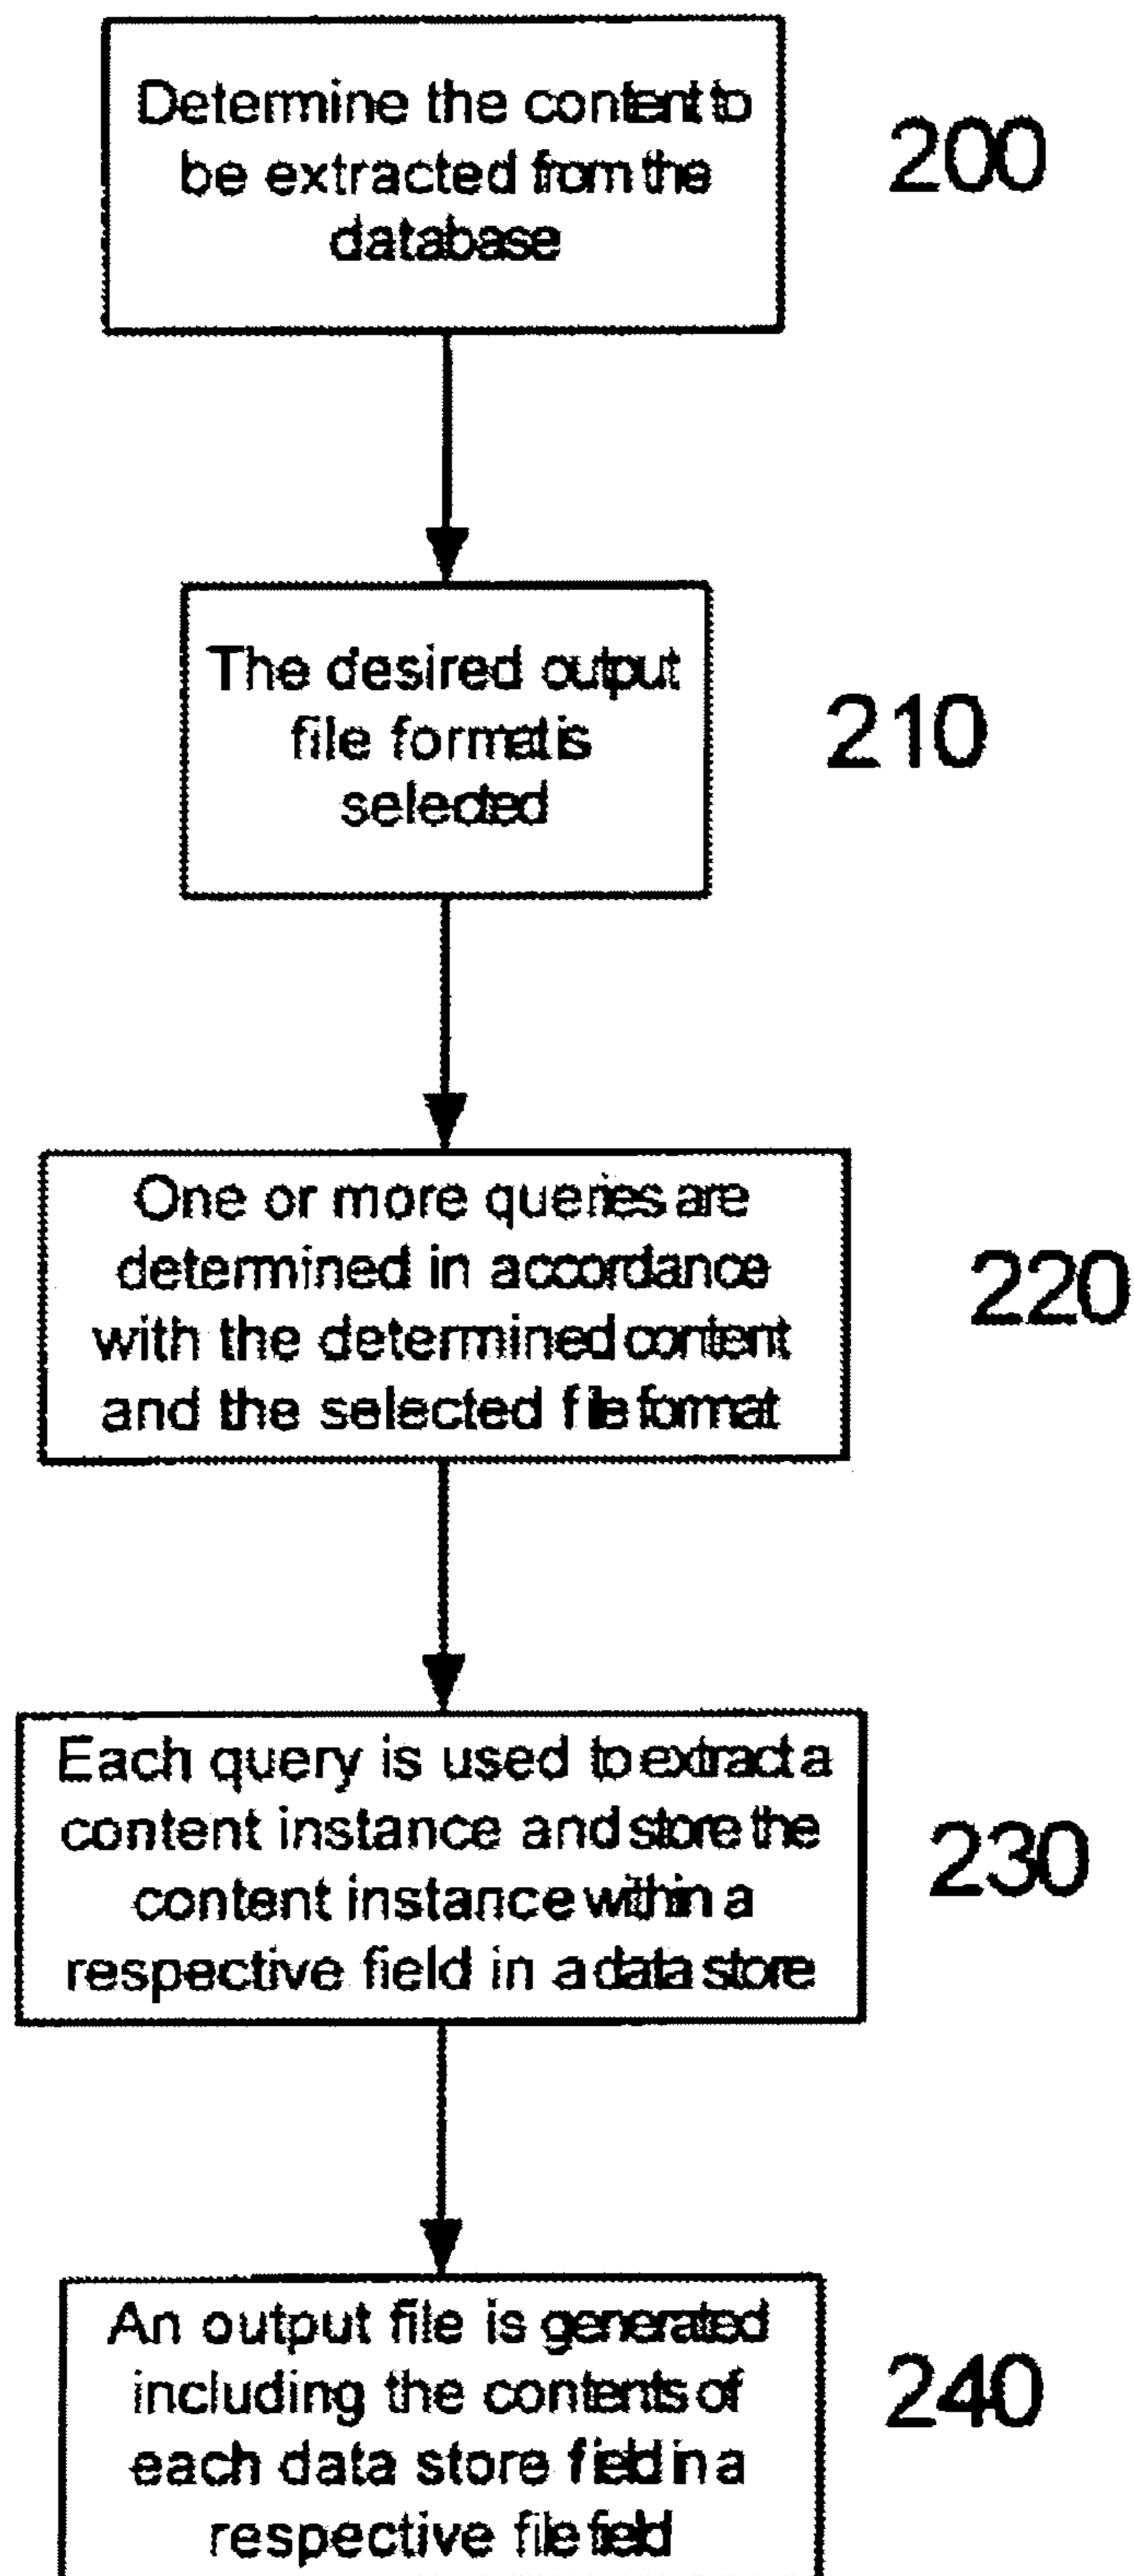 Determine the content to
be extracted from the
database
200
The desired output
file format is
selected
210
One or more queries are
determined in accordance
with the determined content
and the selected file format
220
Each query is used to extract a
content instance and store the
content instance within a
respective field in a data store
230
An output file is generated
including the contents of
each data store field in a
respective file field
240